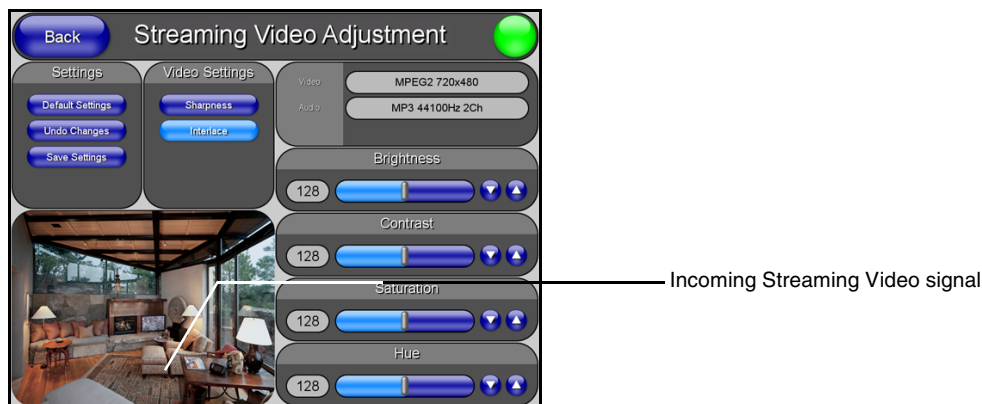 Back
Streaming Video Adjustment
Settings
Default Settings
Undo Changes
Save Settings
Video Settings
Sharpness
Interlace
Video
MPEG2 720x480
Audio
MP3 44100Hz 2Ch
Brightness
128
Contrast
128
Saturation
128
Hue
128
Incoming Streaming Video signal